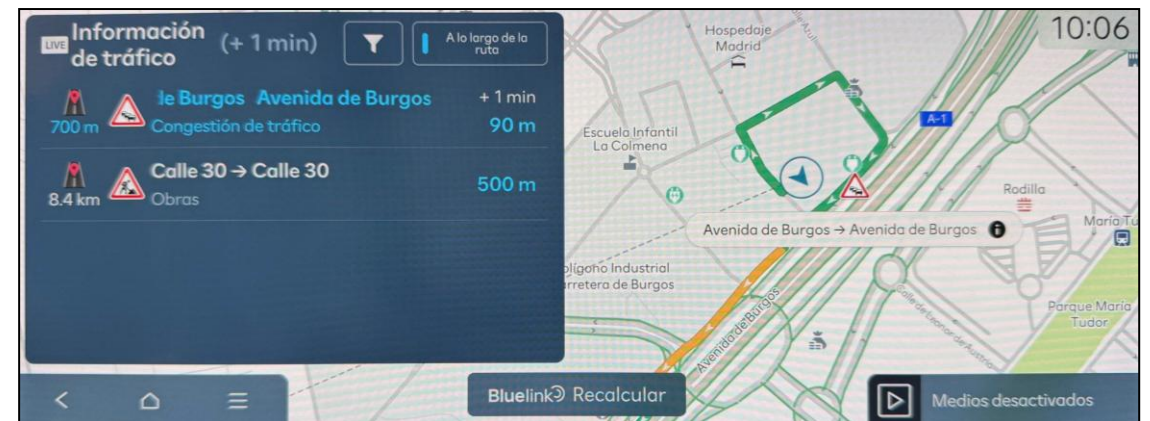 LIVE Información de tráfico (+ 1 min)
A lo largo de la ruta
10:06
700 m
le Burgos Avenida de Burgos
+ 1 min
Congestión de tráfico
90 m
8.4 km
Calle 30 → Calle 30
Obras
500 m
Hospedaje
Madrid
A-1
Escuela Infantil
La Colmena
Rodilla
María Tu
Avenida de Burgos → Avenida de Burgos
olígono Industrial
rretera de Burgos
Avenida de Burgos
Calle de Leonor de Austria
Parque María
Tudor
Bluelink Recalcular
Medios desactivados